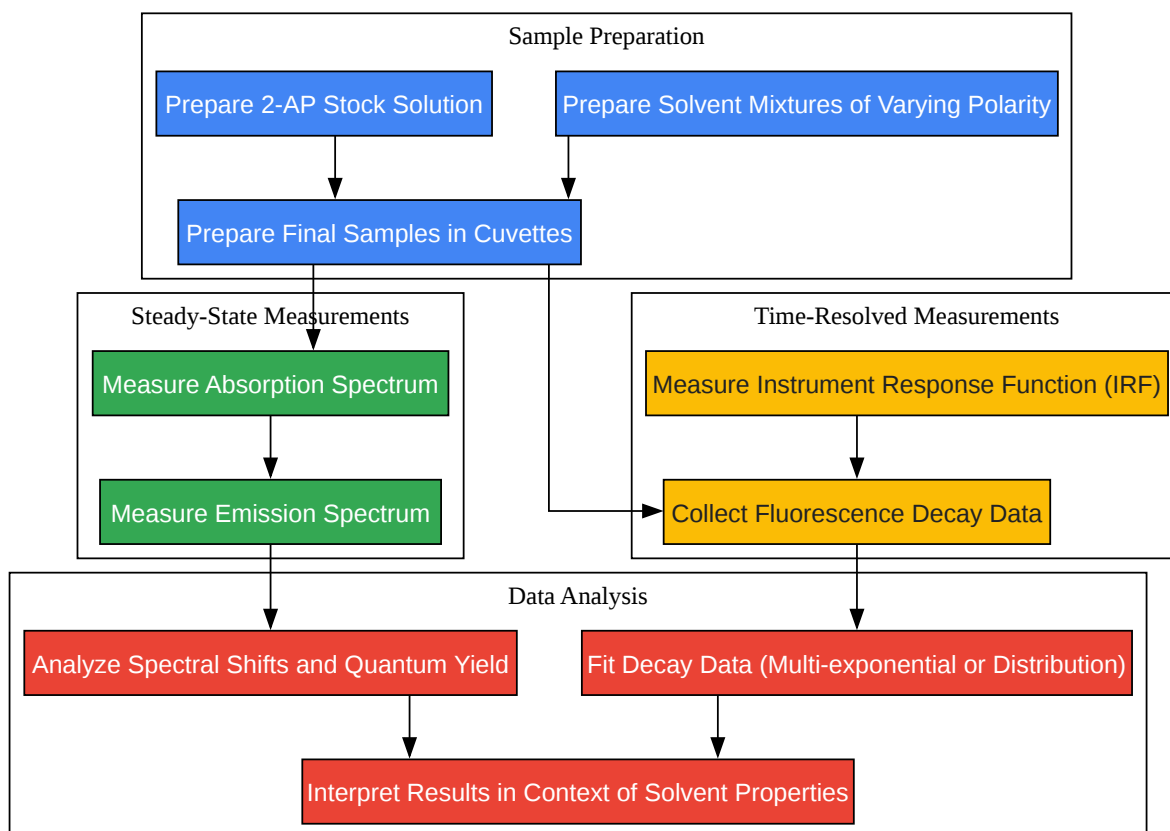 Sample Preparation
Prepare 2-AP Stock Solution
Prepare Solvent Mixtures of Varying Polarity
Prepare Final Samples in Cuvettes
Steady-State Measurements
Time-Resolved Measurements
Measure Absorption Spectrum
Measure Instrument Response Function (IRF)
Measure Emission Spectrum
Collect Fluorescence Decay Data
Data Analysis
Analyze Spectral Shifts and Quantum Yield
Fit Decay Data (Multi-exponential or Distribution)
Interpret Results in Context of Solvent Properties